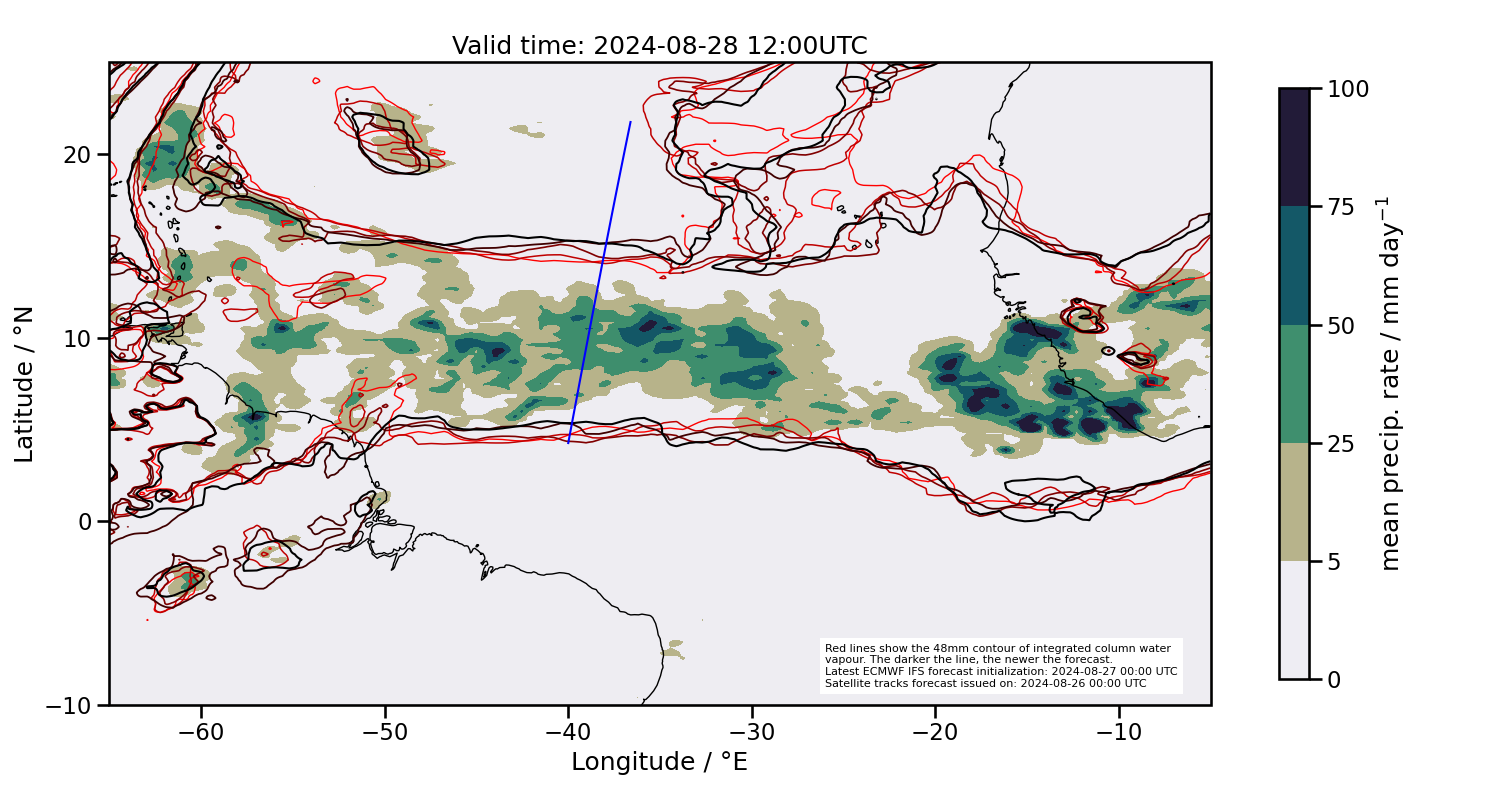 Valid time: 2024-08-28 12:00UTC
Latitude / °N
20
10
0
−10
−60
−50
−40
−30
−20
−10
Longitude / °E
Red lines show the 48mm contour of integrated column water
vapour. The darker the line, the newer the forecast.
Latest ECMWF IFS forecast initialization: 2024-08-27 00:00 UTC
Satellite tracks forecast issued on: 2024-08-26 00:00 UTC
100
75
50
25
5
0
mean precip. rate / mm day⁻¹